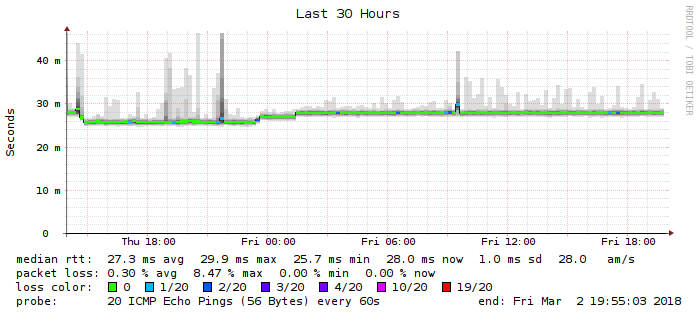 Last 30 Hours
RRDTOOL / TOBI OETIKER
Seconds
40 m
30 m
20 m
10 m
0
Thu 18:00 Fri 00:00 Fri 06:00 Fri 12:00 Fri 18:00
median rtt: 27.3 ms avg 29.9 ms max 25.7 ms min 28.0 ms now 1.0 ms sd 28.0 am/s
packet loss: 0.30 % avg 8.47 % max 0.00 % min 0.00 % now
loss color: 0 1/20 2/20 3/20 4/20 10/20 19/20
probe: 20 ICMP Echo Pings (56 Bytes) every 60s end: Fri Mar 2 19:55:03 2018